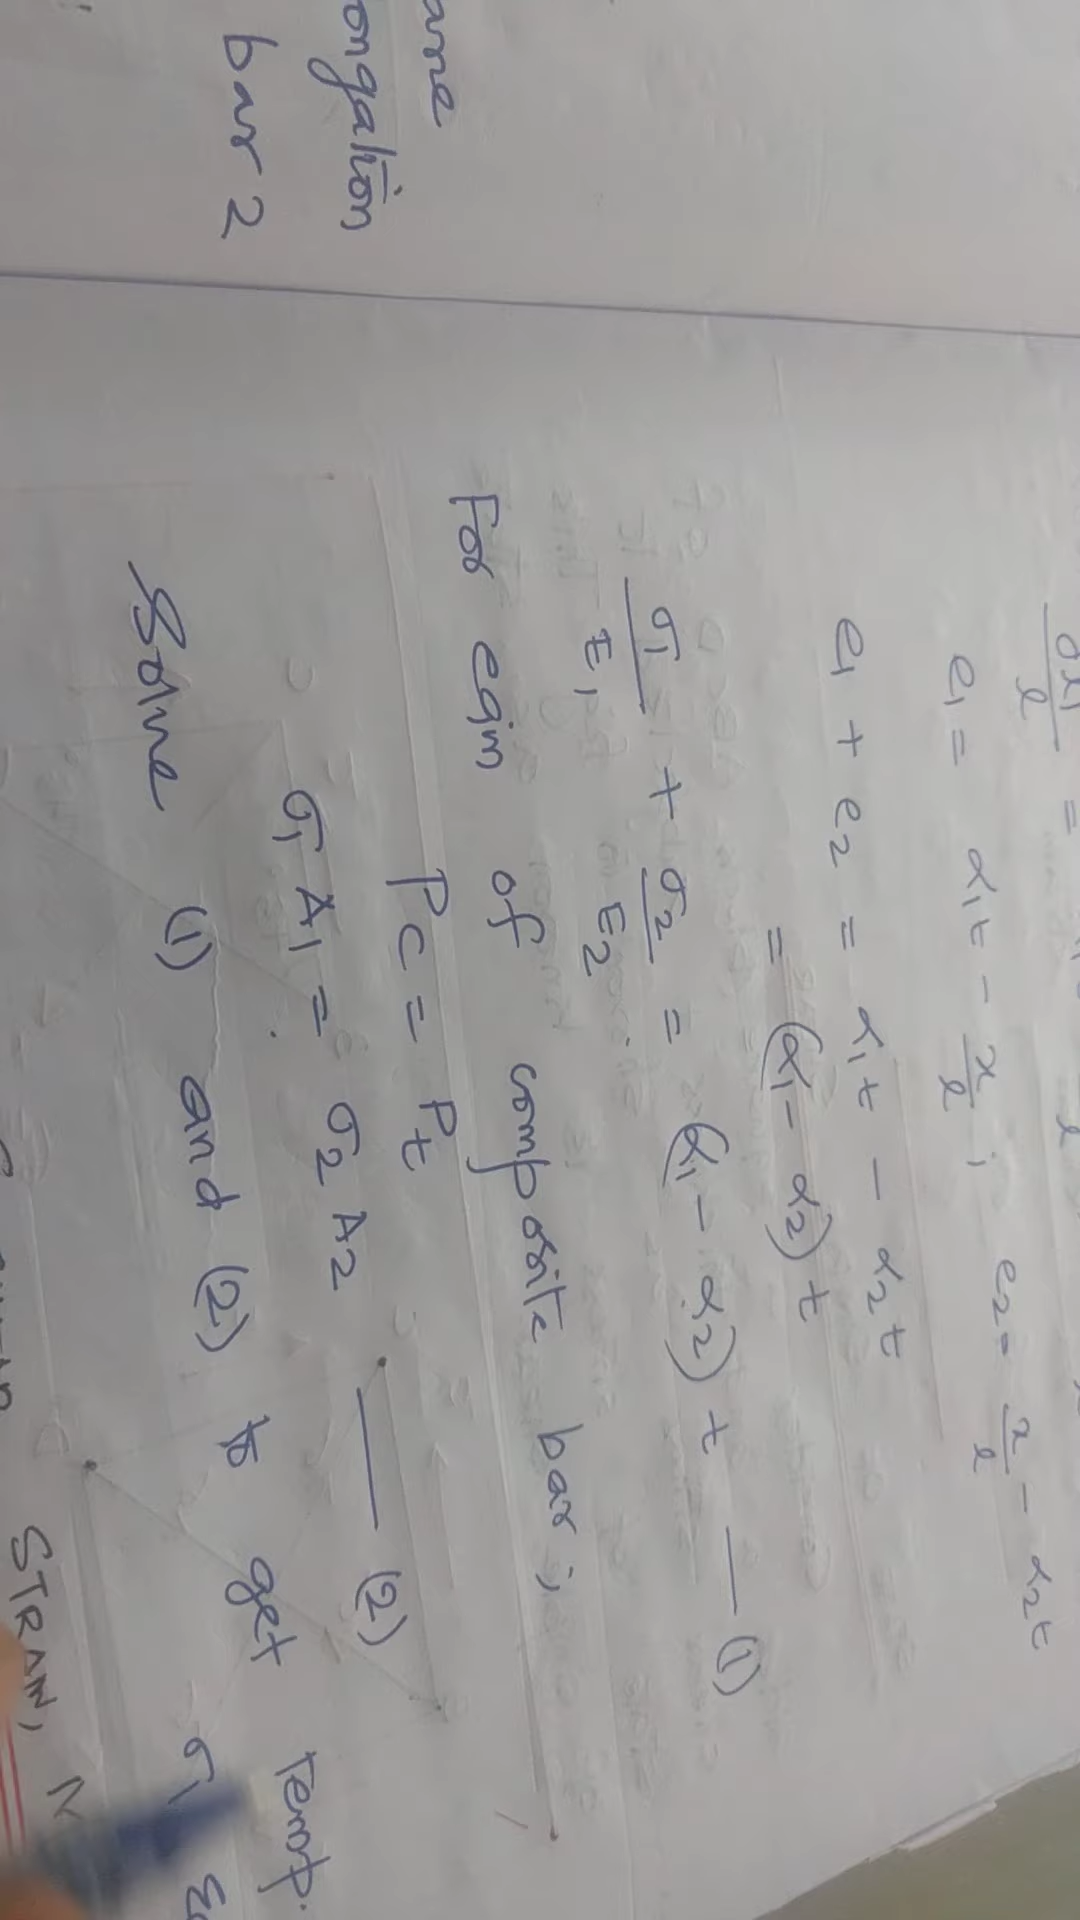 ame
ongation
bar 2
e1 = α1t - x/l ; e2 = x/l - α2t
e1 + e2 = α1t - α2t
= (α1 - α2) t
σ1/E1 + σ2/E2 = (α1 - α2) t — (1)
For eqm of composite bar;
Pc = Pt
σ1 A1 = σ2 A2 — (2)
Solve (1) and (2) to get Temp.
σ1
STRAIN,